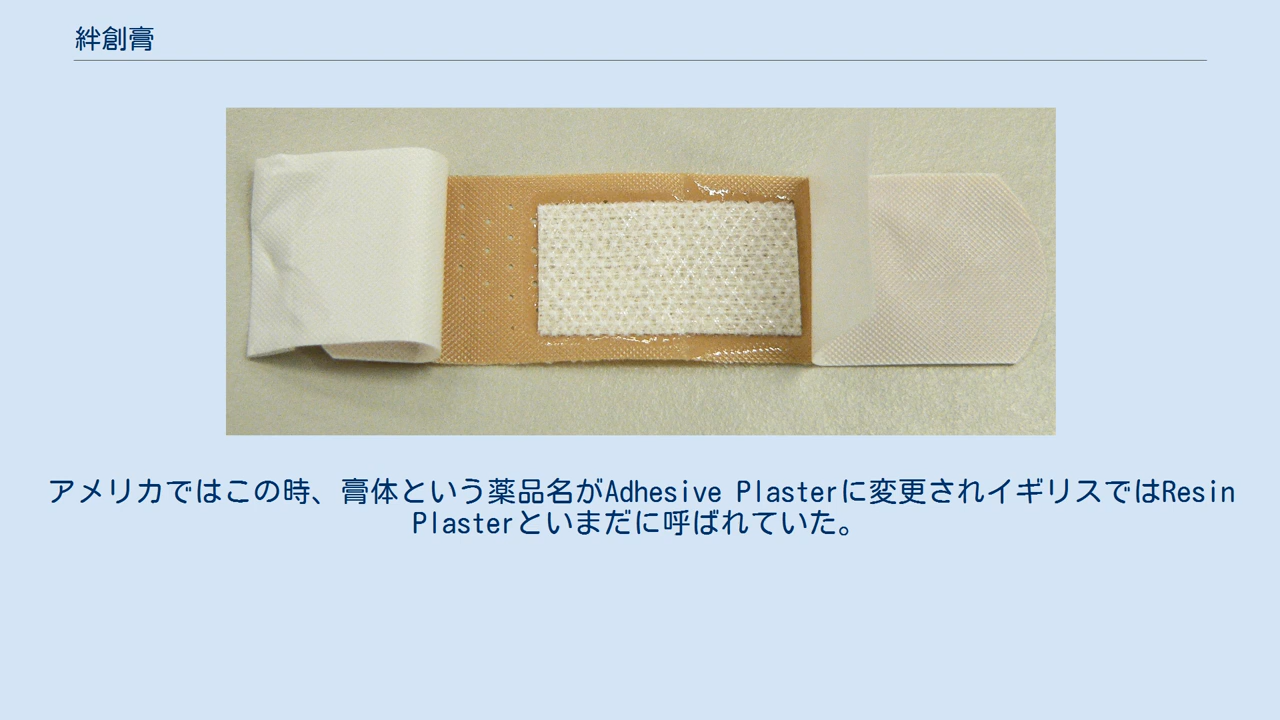 絆創膏
アメリカではこの時、膏体という薬品名がAdhesive Plasterに変更されイギリスではResin
Plasterといまだに呼ばれていた。